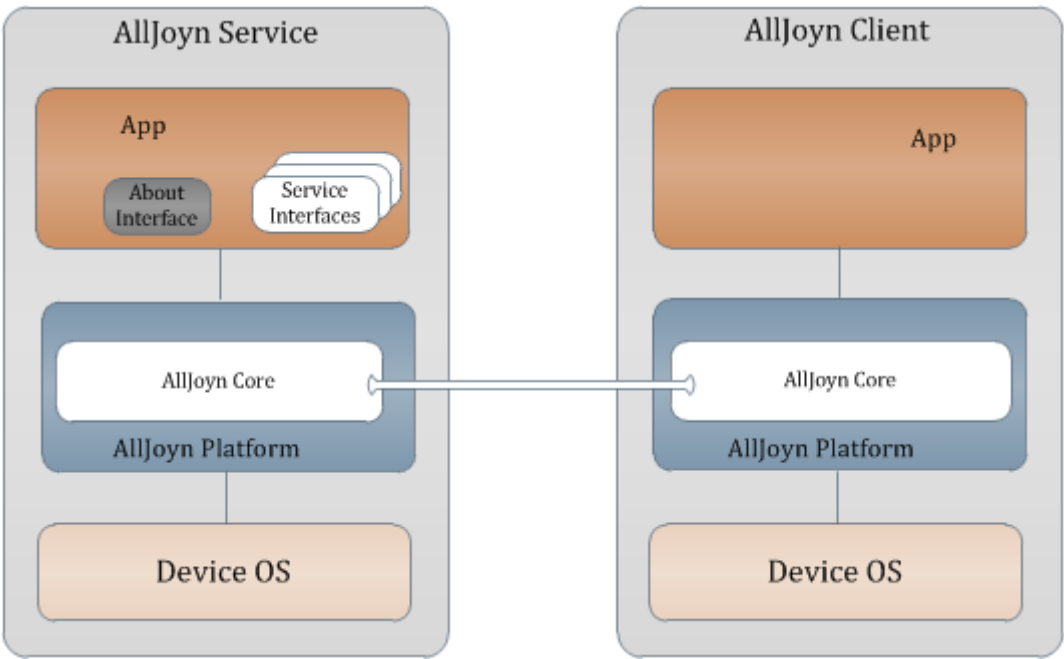 AllJoyn Service
App
About
Interface
Service
Interfaces
AllJoyn Core
AllJoyn Platform
Device OS
AllJoyn Client
App
AllJoyn Core
AllJoyn Platform
Device OS